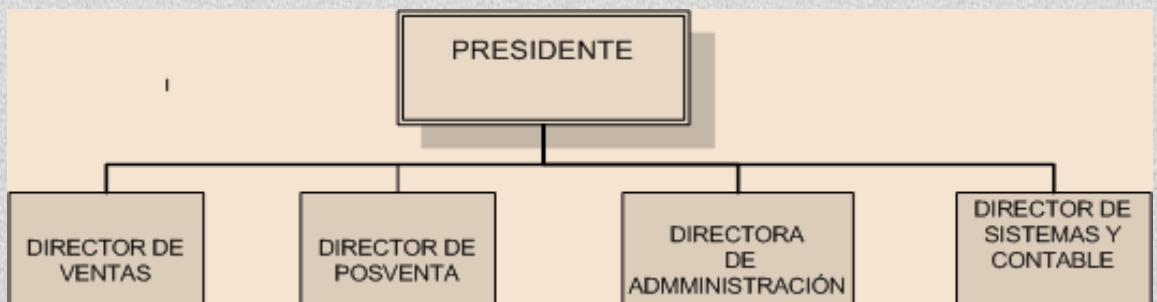 PRESIDENTE
DIRECTOR DE
VENTAS
DIRECTOR DE
POSVENTA
DIRECTORA
DE
ADMMINISTRACIÓN
DIRECTOR DE
SISTEMAS Y
CONTABLE